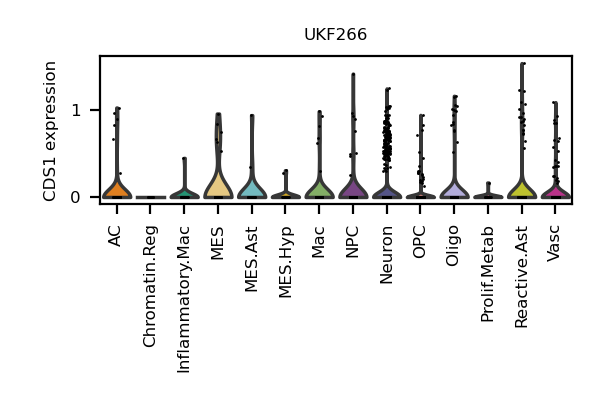 UKF266
CDS1 expression
1
0
AC
Chromatin.Reg
Inflammatory.Mac
MES
MES.Ast
MES.Hyp
Mac
NPC
Neuron
OPC
Oligo
Prolif.Metab
Reactive.Ast
Vasc